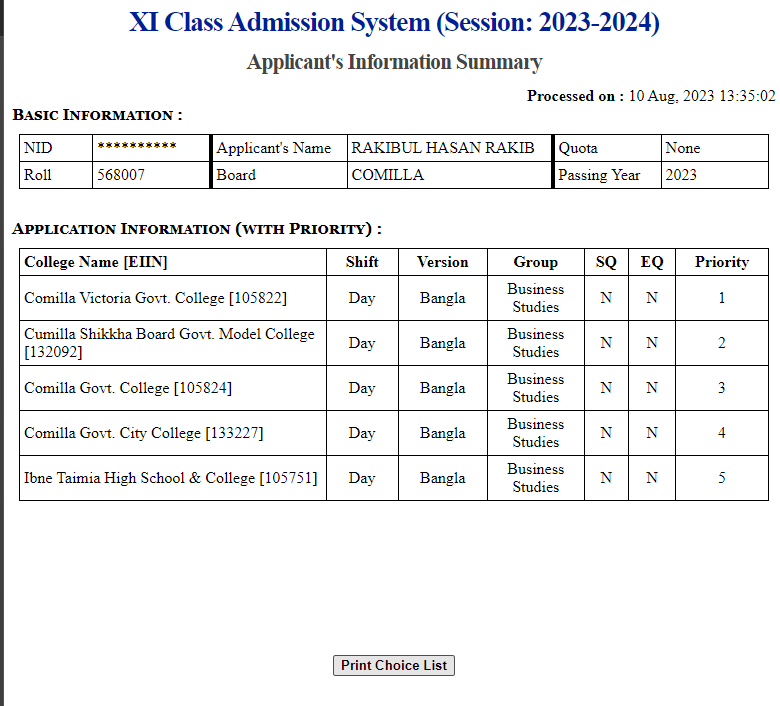 XI Class Admission System (Session: 2023-2024)
Applicant's Information Summary
Processed on : 10 Aug, 2023 13:35:02
BASIC INFORMATION :
NID ********** Applicant's Name RAKIBUL HASAN RAKIB Quota None
Roll 568007 Board COMILLA Passing Year 2023
APPLICATION INFORMATION (WITH PRIORITY) :
College Name [EIIN] Shift Version Group SQ EQ Priority
Comilla Victoria Govt. College [105822] Day Bangla Business Studies N N 1
Cumilla Shikkha Board Govt. Model College [132092] Day Bangla Business Studies N N 2
Comilla Govt. College [105824] Day Bangla Business Studies N N 3
Comilla Govt. City College [133227] Day Bangla Business Studies N N 4
Ibne Taimia High School & College [105751] Day Bangla Business Studies N N 5
Print Choice List